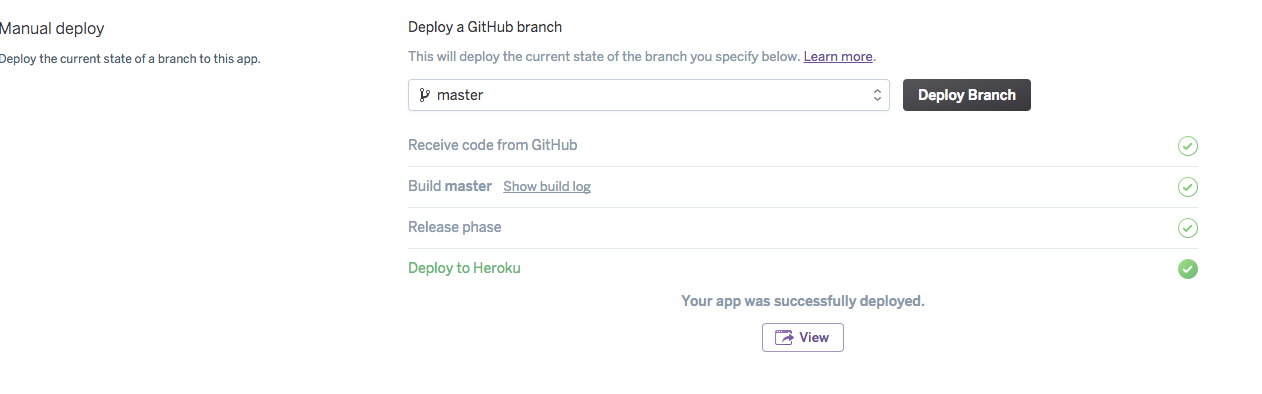 Manual deploy
Deploy the current state of a branch to this app.
Deploy a GitHub branch
This will deploy the current state of the branch you specify below. Learn more.
master
Deploy Branch
Receive code from GitHub
Build master Show build log
Release phase
Deploy to Heroku
Your app was successfully deployed.
View